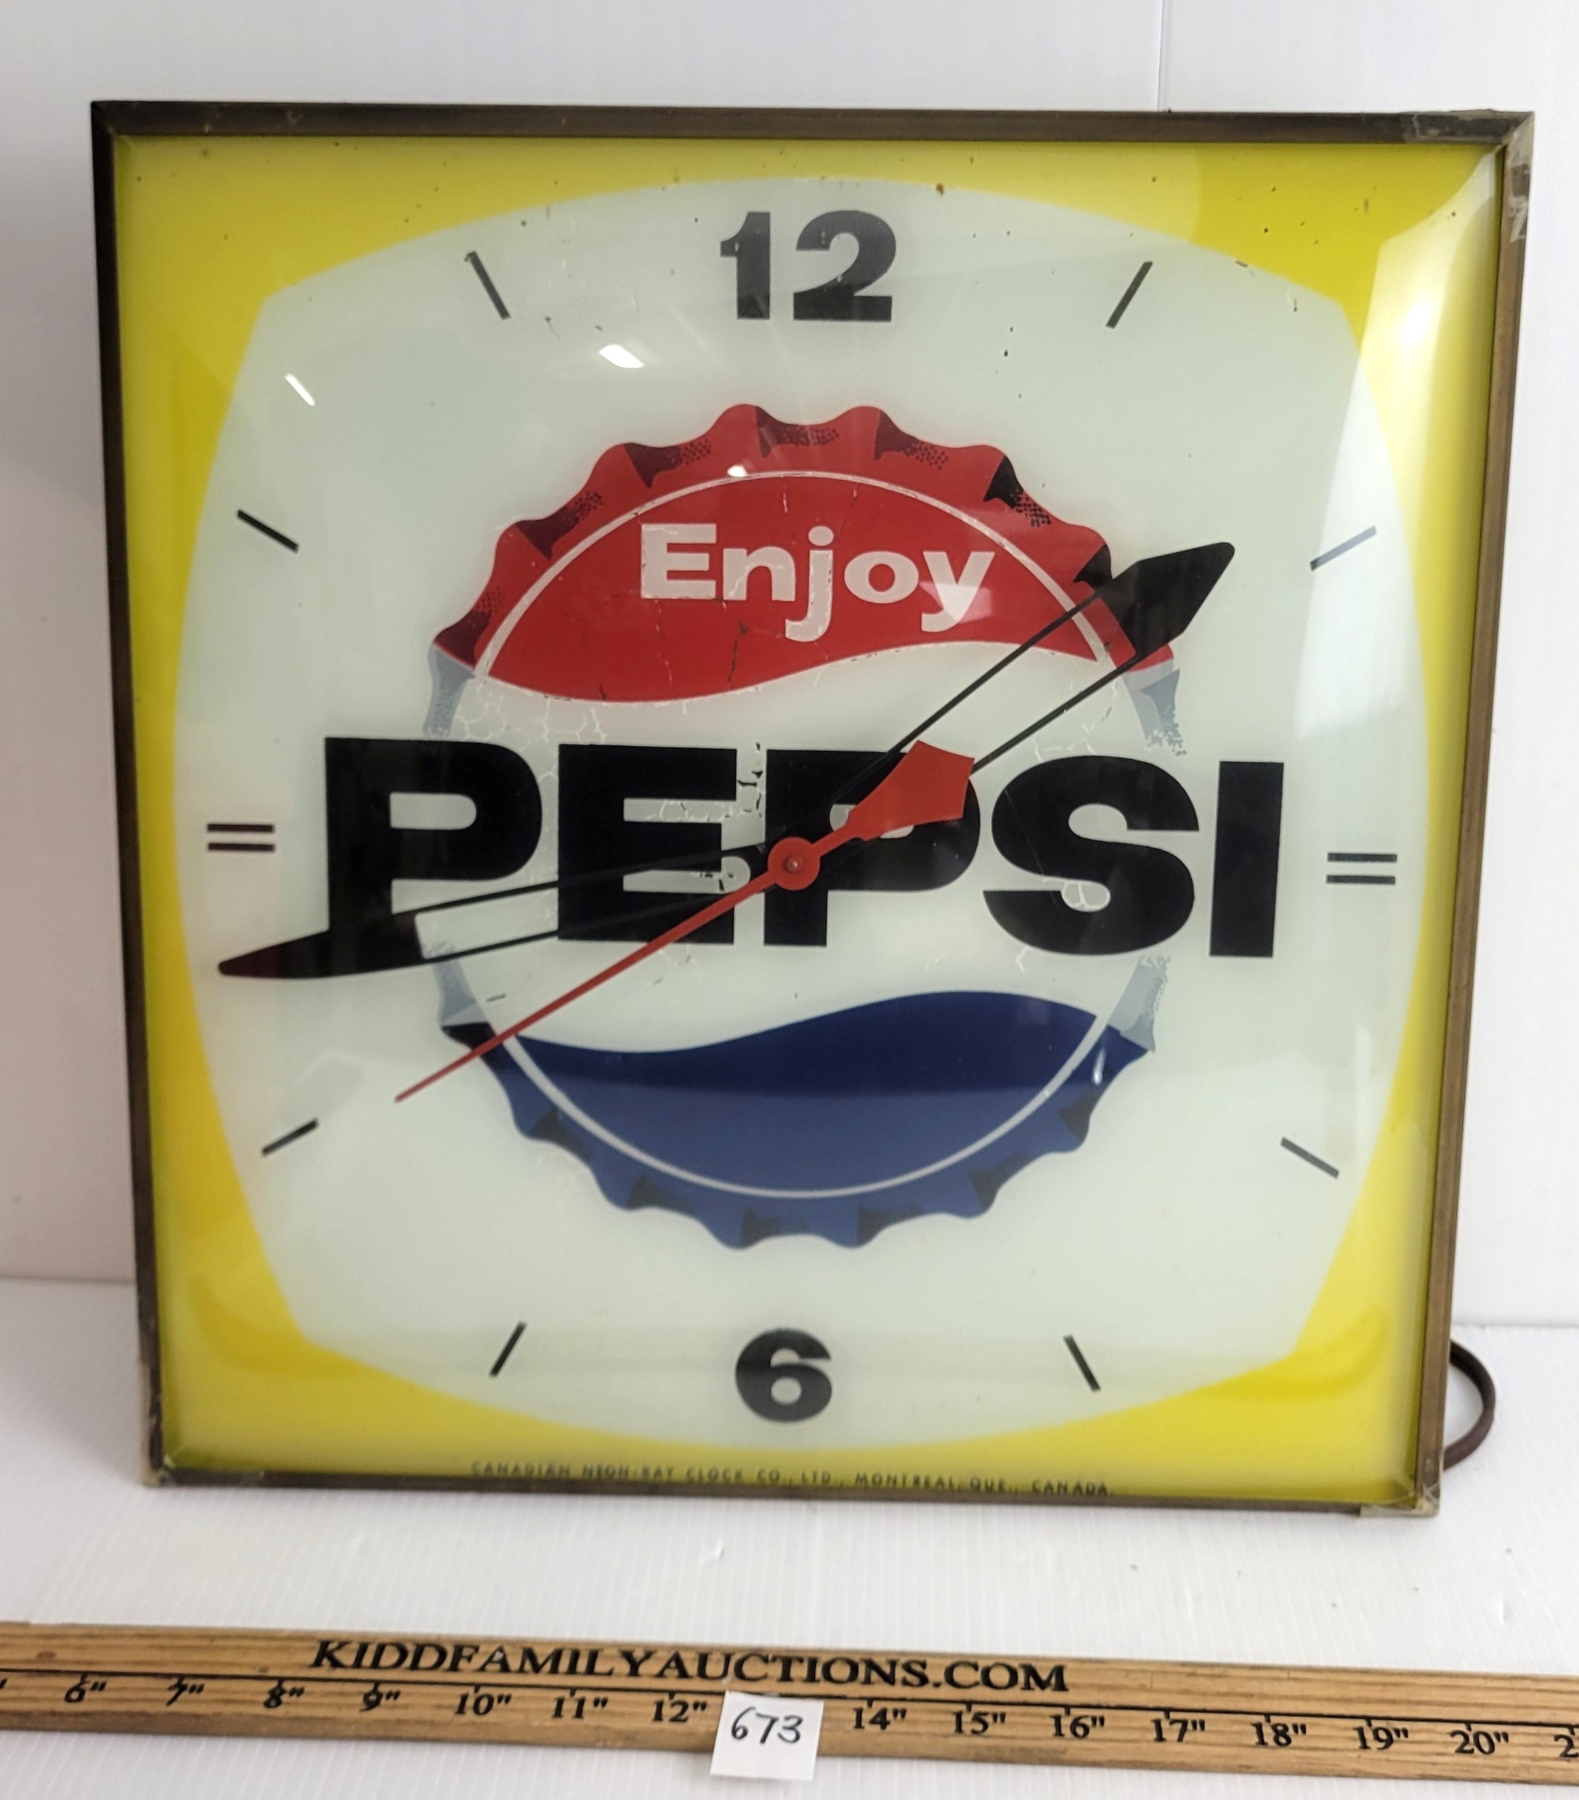 12
Enjoy
PEPSI
6
CANADIAN NEON-RAY CLOCK CO., LTD., MONTREAL, QUE., CANADA.
KIDDFAMILYAUCTIONS.COM
6" 7" 8" 9" 10" 11" 12" 14" 15" 16" 17" 18" 19" 20"
673